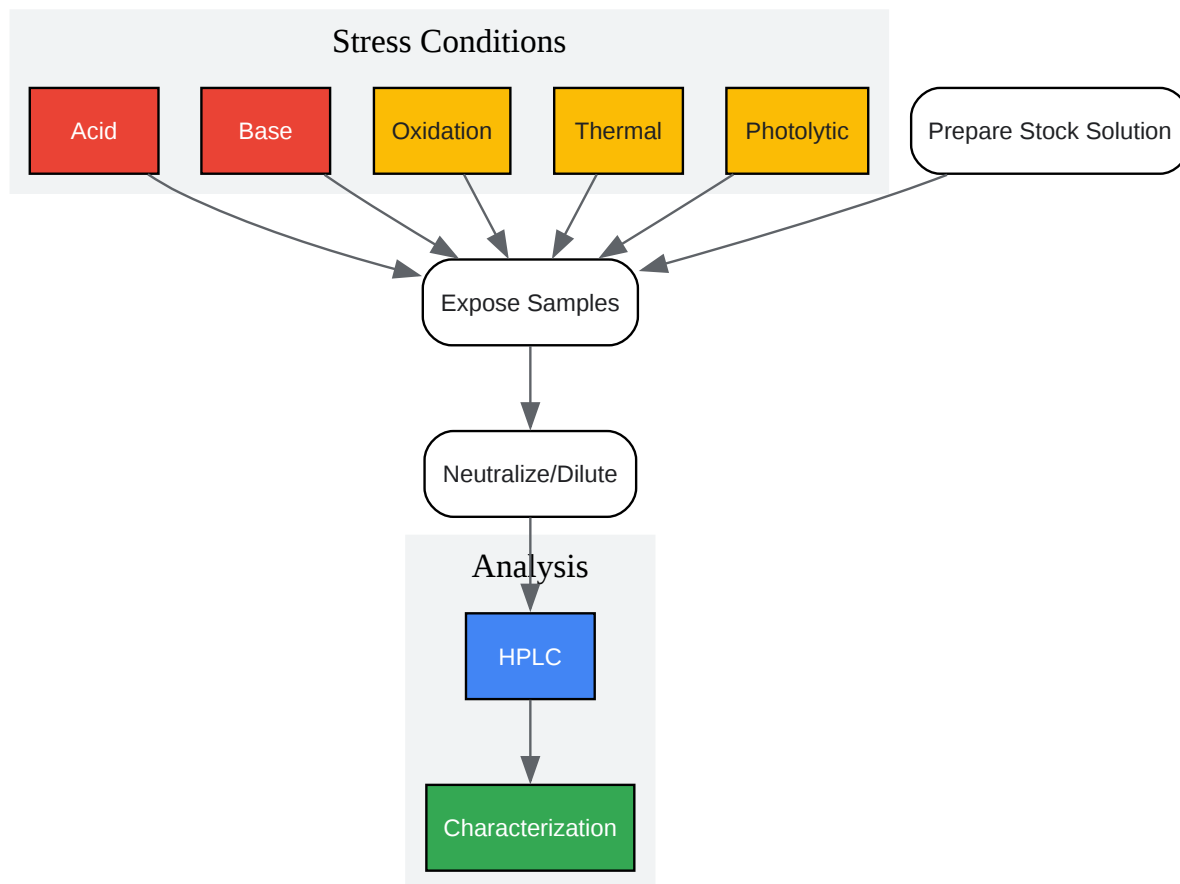 Stress Conditions
Acid
Base
Oxidation
Thermal
Photolytic
Prepare Stock Solution
Expose Samples
Neutralize/Dilute
Analysis
HPLC
Characterization